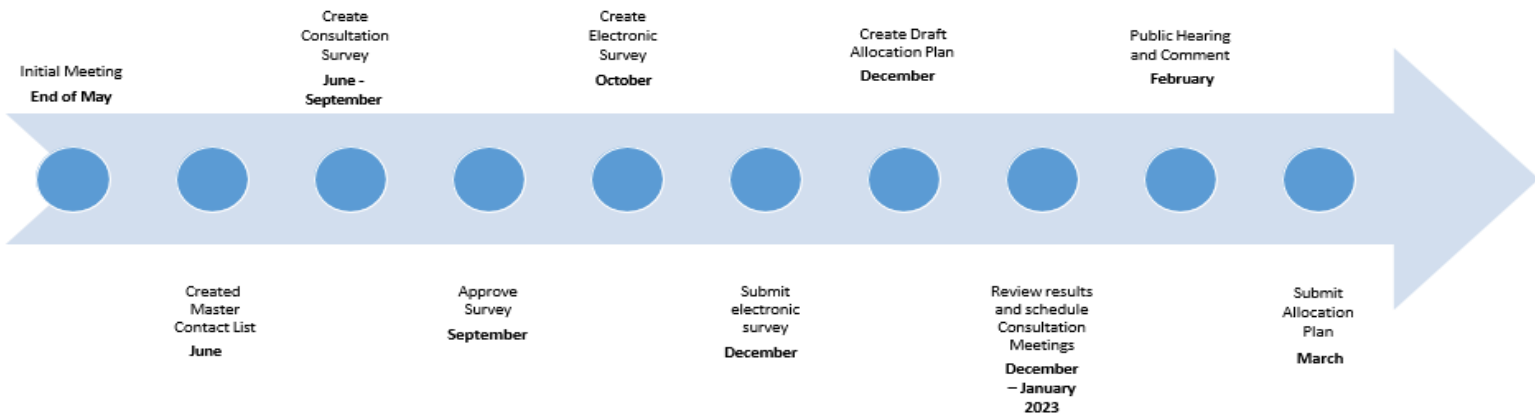 Initial Meeting
End of May
Created
Master
Contact List
June
Create
Consultation
Survey
June -
September
Approve
Survey
September
Create
Electronic
Survey
October
Submit
electronic
survey
December
Create Draft
Allocation Plan
December
Review results
and schedule
Consultation
Meetings
December
– January
2023
Public Hearing
and Comment
February
Submit
Allocation
Plan
March